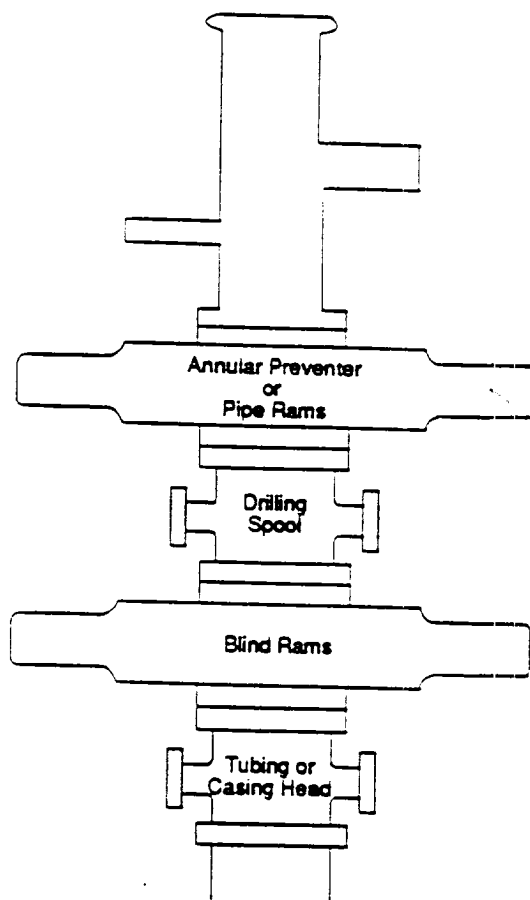 Annular Preventer
or
Pipe Rams
Drilling
Spool
Blind Rams
Tubing or
Casing Head